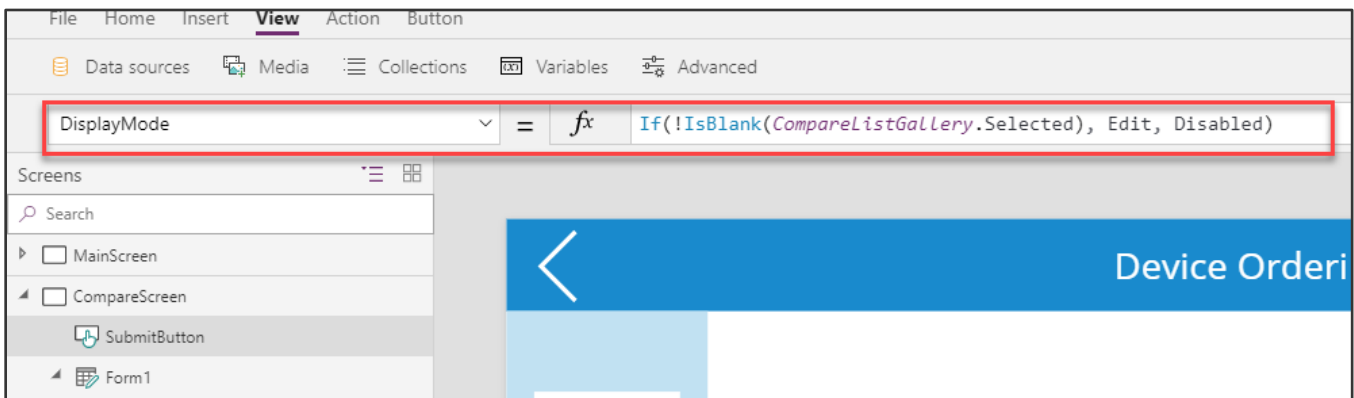 File Home Insert View Action Button
Data sources Media Collections (x) Variables Advanced
DisplayMode = fx If(!IsBlank(CompareListGallery.Selected), Edit, Disabled)
Screens
Search
MainScreen
Device Orderi
CompareScreen
SubmitButton
Form1